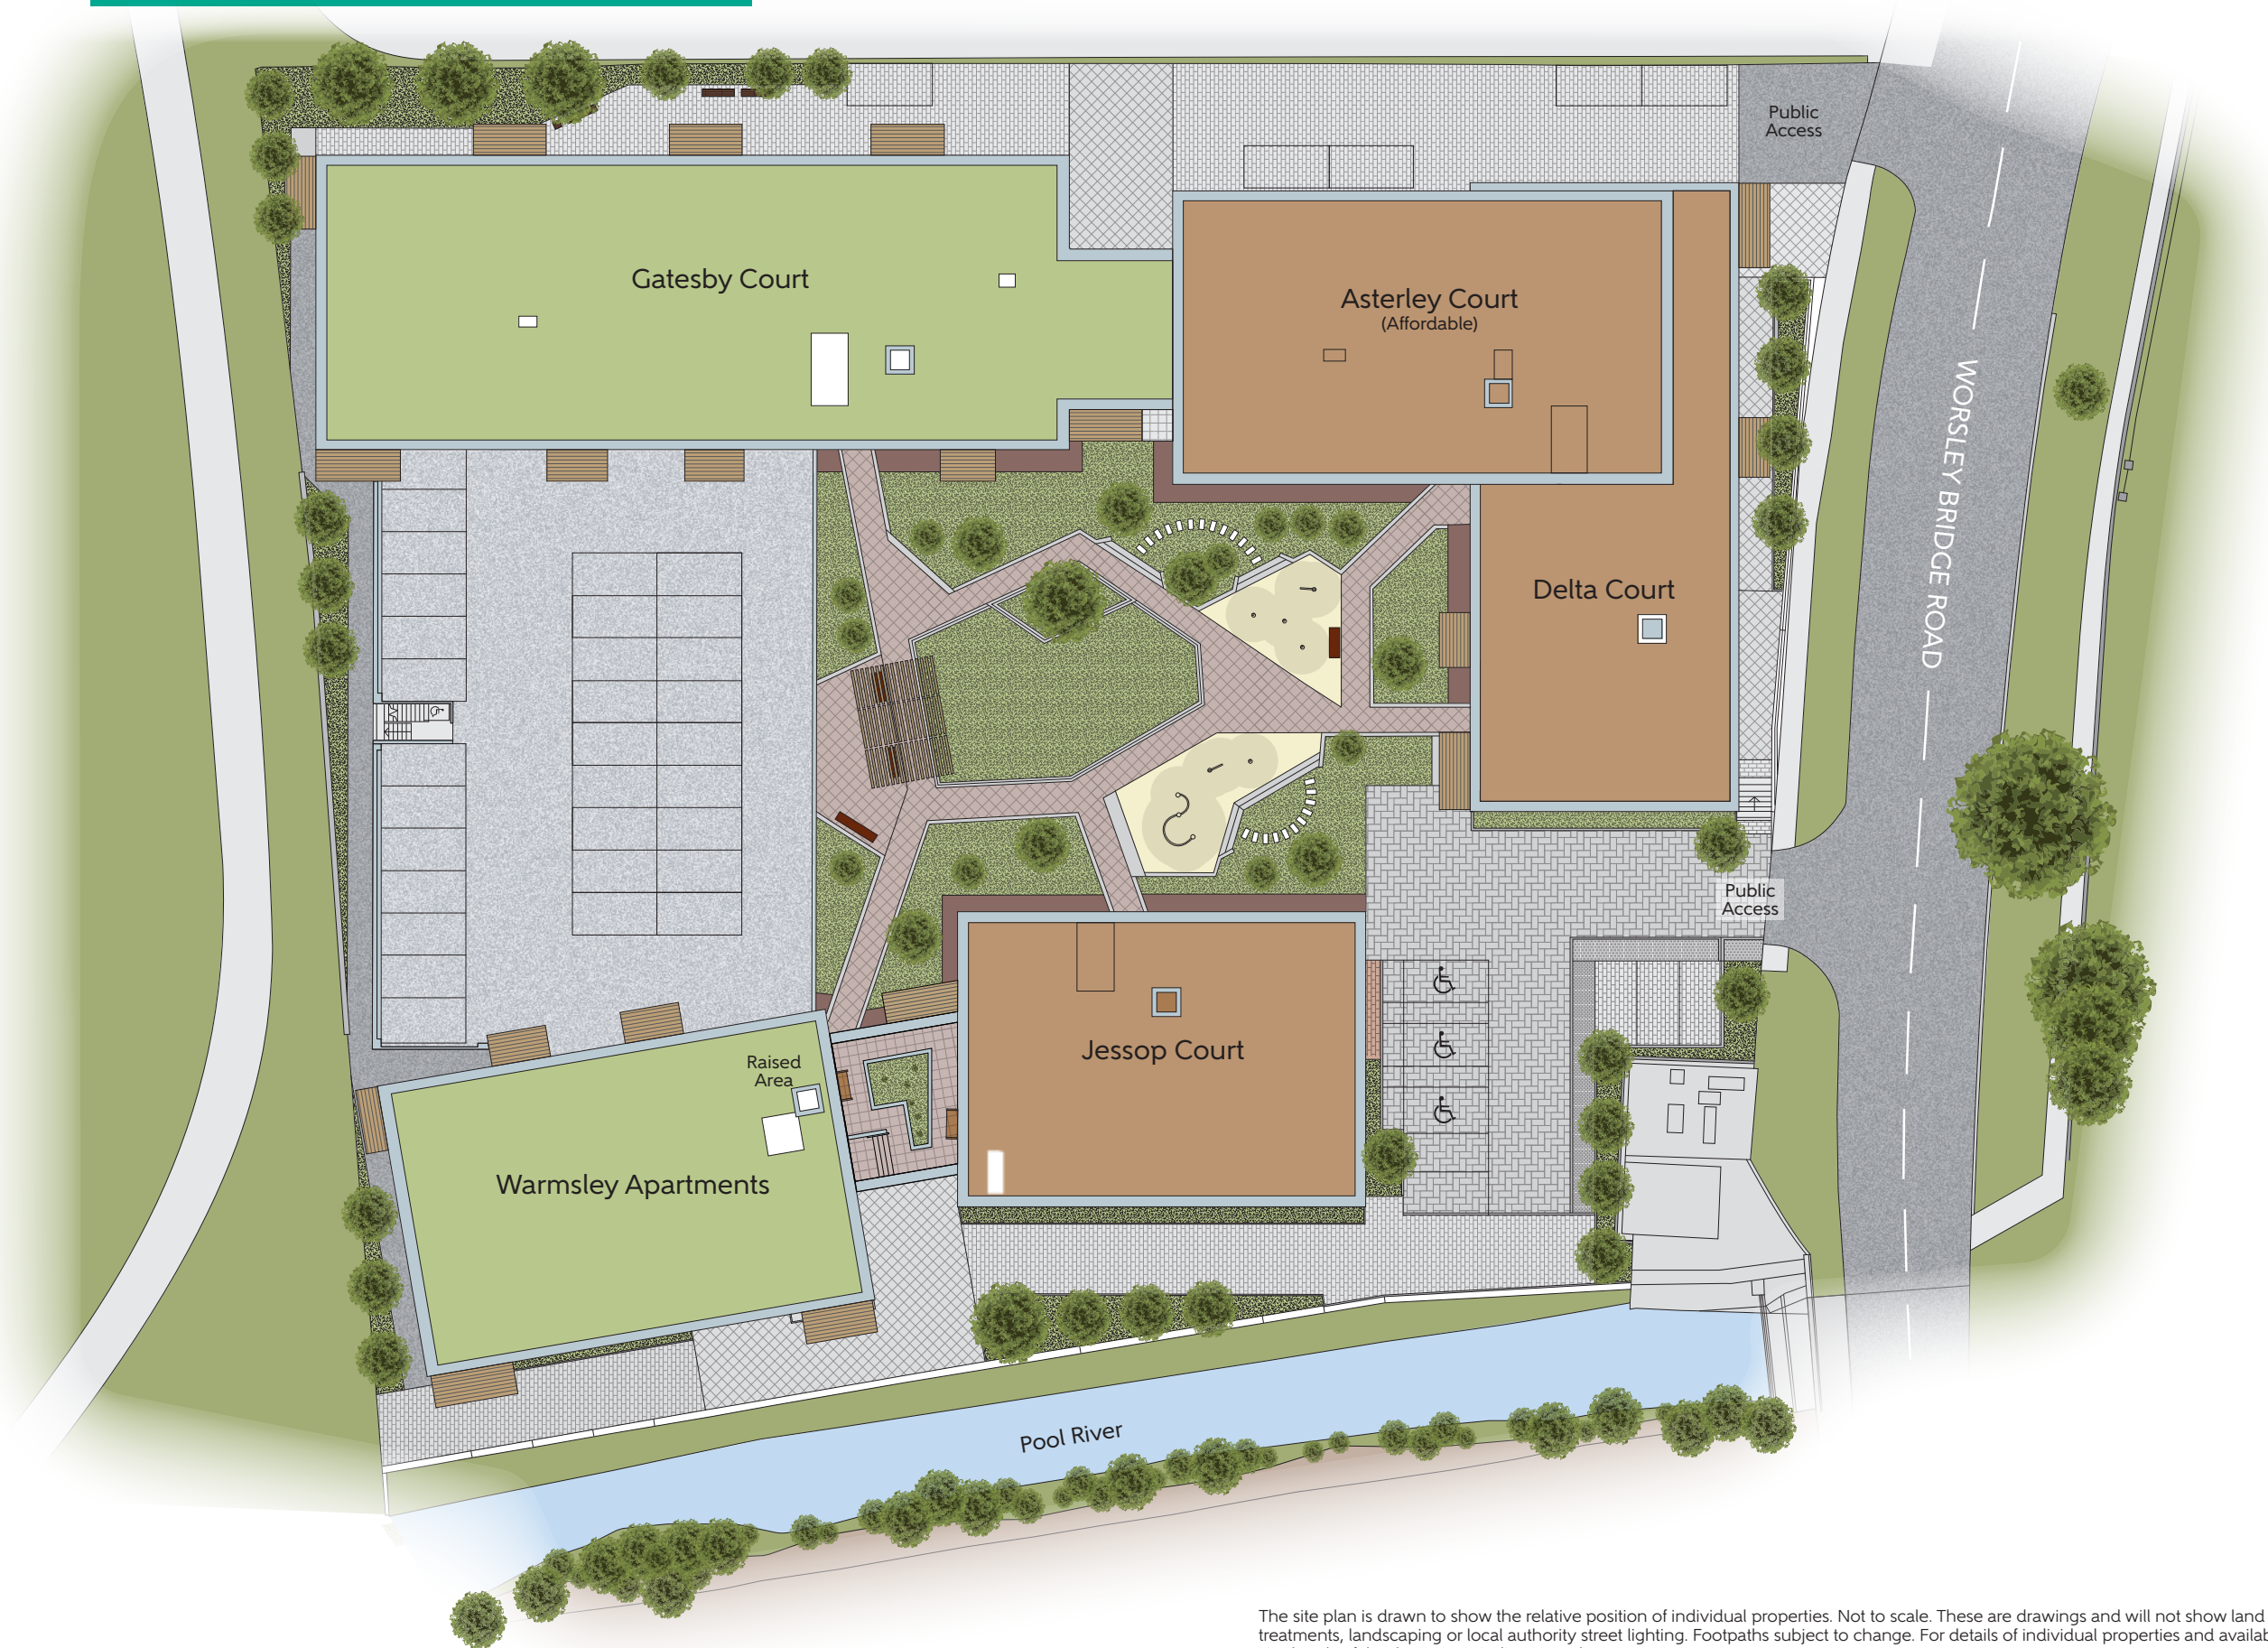 Public
Access
Gatesby Court
Asterley Court
(Affordable)
WORSLEY BRIDGE ROAD
Delta Court
Public
Access
Jessop Court
Raised
Area
Warmsley Apartments
Pool River
The site plan is drawn to show the relative position of individual properties. Not to scale. These are drawings and will not show land
treatments, landscaping or local authority street lighting. Footpaths subject to change. For details of individual properties and